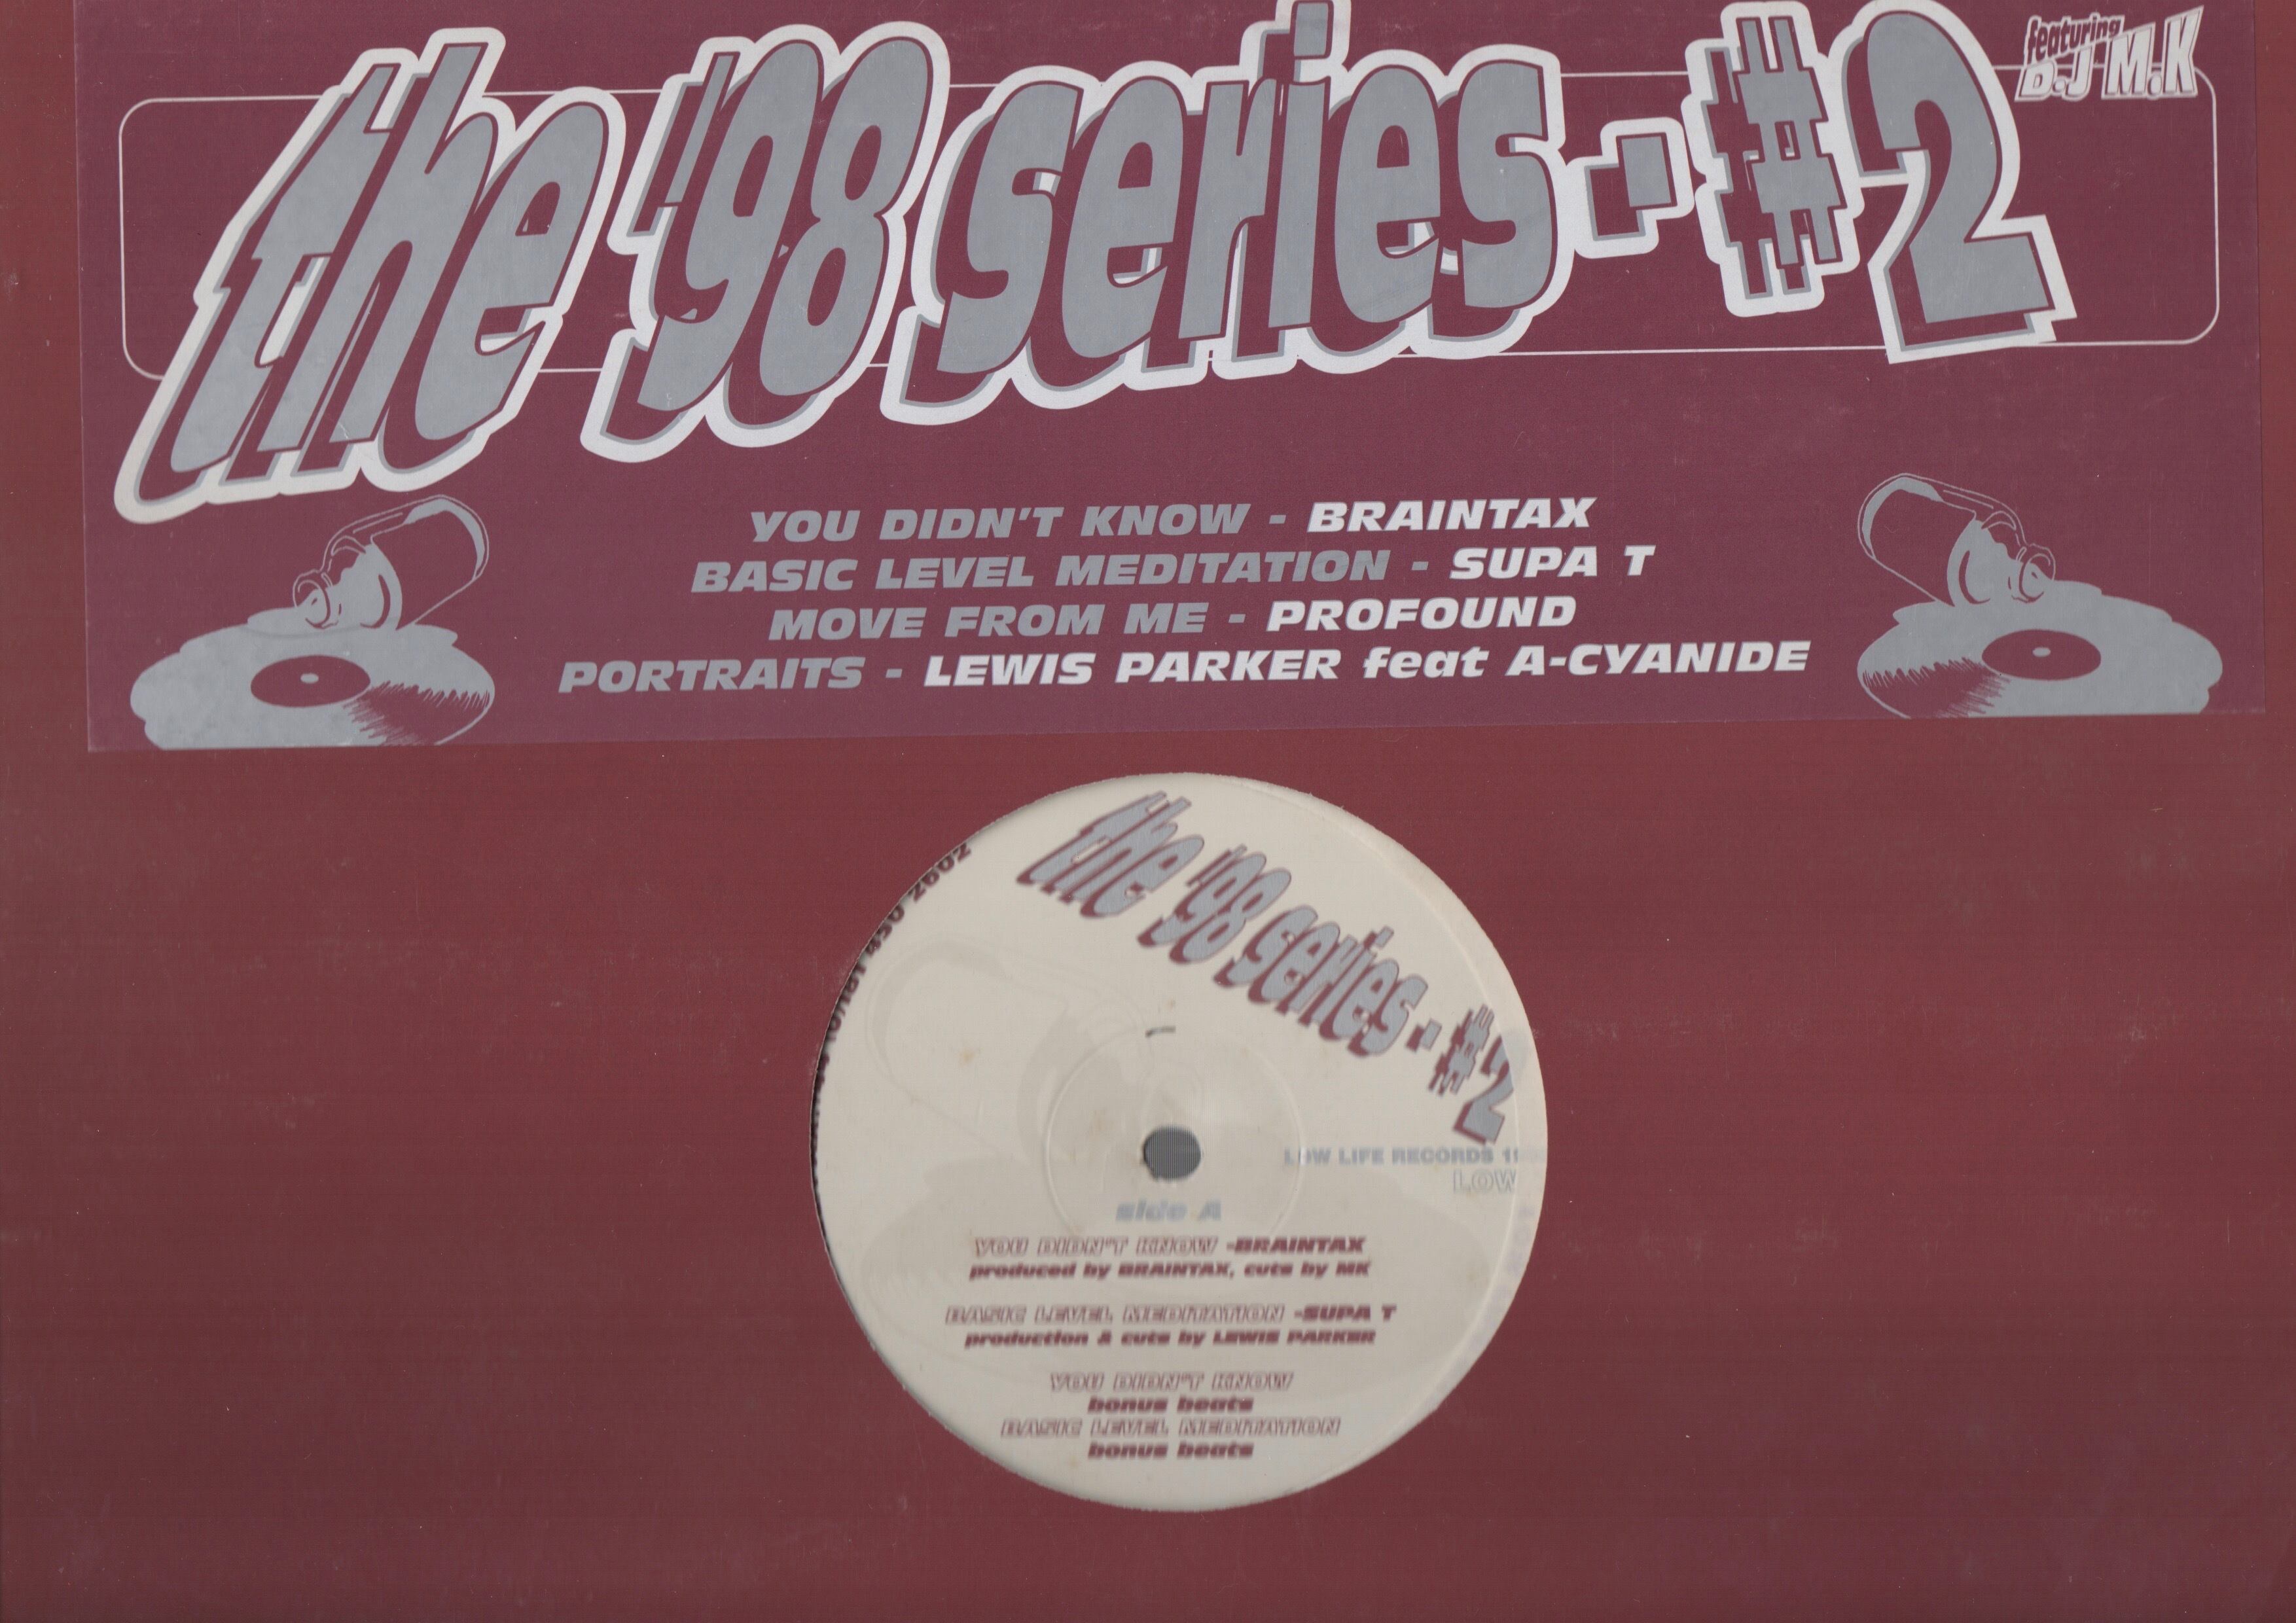 the '98 series - #2
featuring
D.J M.K
YOU DIDN'T KNOW - BRAINTAX
BASIC LEVEL MEDITATION - SUPA T
MOVE FROM ME - PROFOUND
PORTRAITS - LEWIS PARKER feat A-CYANIDE
the '98 series - #2
430 2602
LOW LIFE RECORDS
LOW
side A
YOU DIDN'T KNOW -BRAINTAX
produced by BRAINTAX, cuts by MK
BASIC LEVEL MEDITATION -SUPA T
production & cuts by LEWIS PARKER
YOU DIDN'T KNOW
bonus beats
BASIC LEVEL MEDITATION
bonus beats